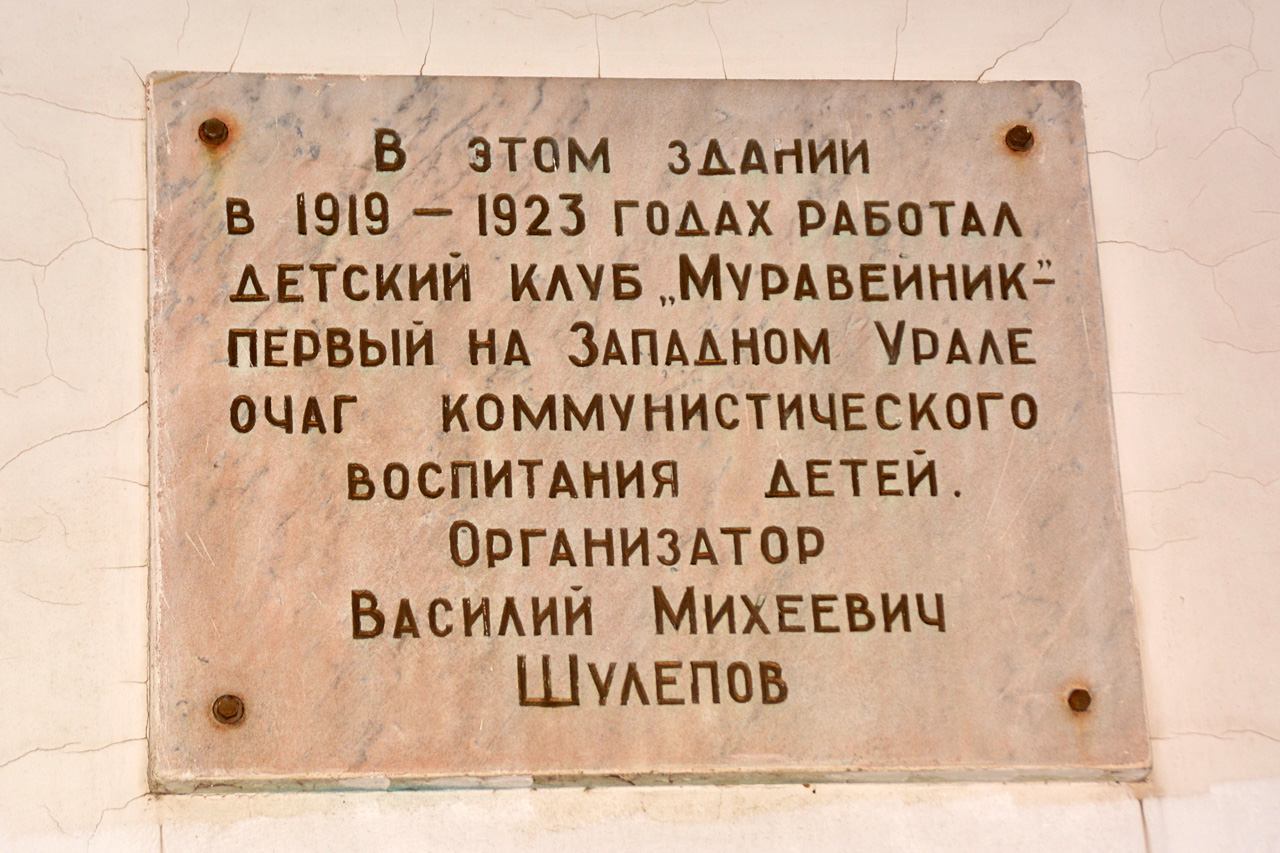 В этом здании
в 1919 — 1923 годах работал
детский клуб „Муравеиник”-
первый на Западном Урале
очаг коммунистического
воспитания детей.
Организатор
Василий Михеевич
Шулепов